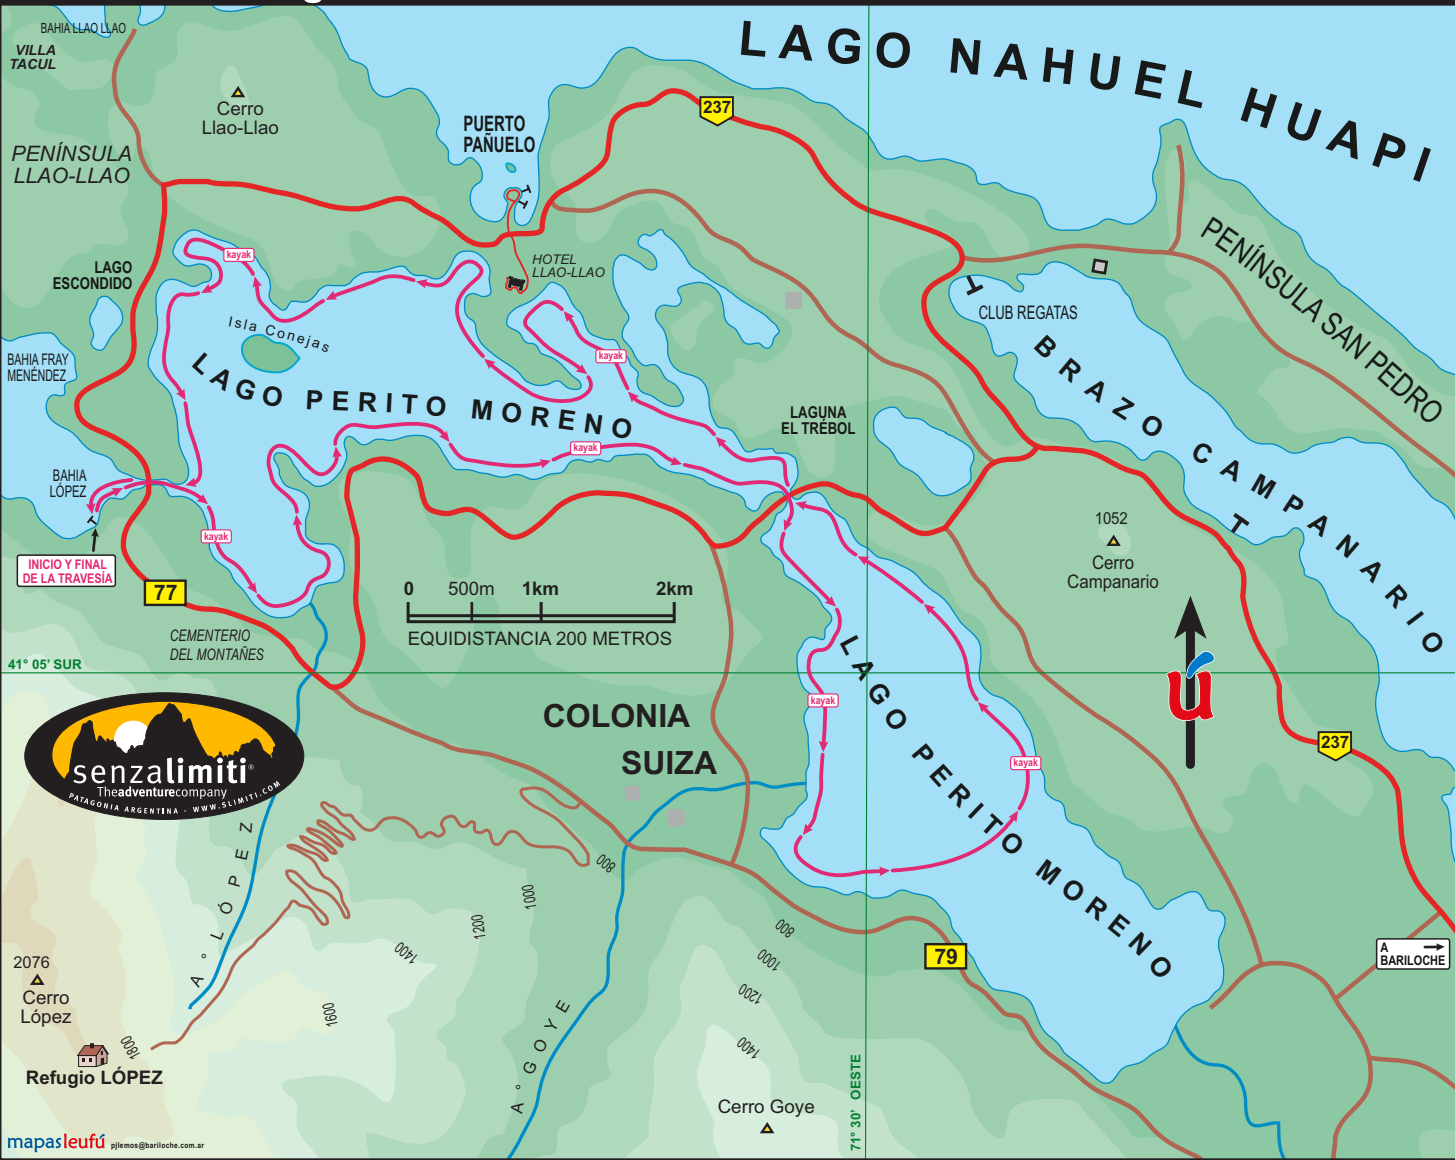 BAHIA LLAO LLAO
VILLA
TACUL
LAGO NAHUEL HUAPI
237
Cerro
Llao-Llao
PUERTO
PAÑUELO
PENÍNSULA
LLAO-LLAO
PENÍNSULA SAN PEDRO
LAGO
ESCONDIDO
kayak
HOTEL
LLAO-LLAO
CLUB REGATAS
BRAZO CAMPANARIO
Isla Conejas
BAHIA FRAY
MENÉNDEZ
kayak
LAGO PERITO MORENO
LAGUNA
EL TRÉBOL
kayak
BAHIA
LÓPEZ
kayak
INICIO Y FINAL
DE LA TRAVESÍA
77
1052
Cerro
Campanario
0 500m 1km 2km
EQUIDISTANCIA 200 METROS
CEMENTERIO
DEL MONTAÑES
41° 05' SUR
LAGO PERITO MORENO
kayak
ú
COLONIA
SUIZA
237
kayak
senzalimiti®
Theadventurecompany
PATAGONIA ARGENTINA - WWW.SLIMITI.COM
A° LÓPEZ
800
1000
1200
1400
1600
1800
800
1000
1200
1400
79
A
BARILOCHE
2076
Cerro
López
Refugio LÓPEZ
A° GOYE
Cerro Goye
71° 30' OESTE
mapasleufú pjlemos@bariloche.com.ar